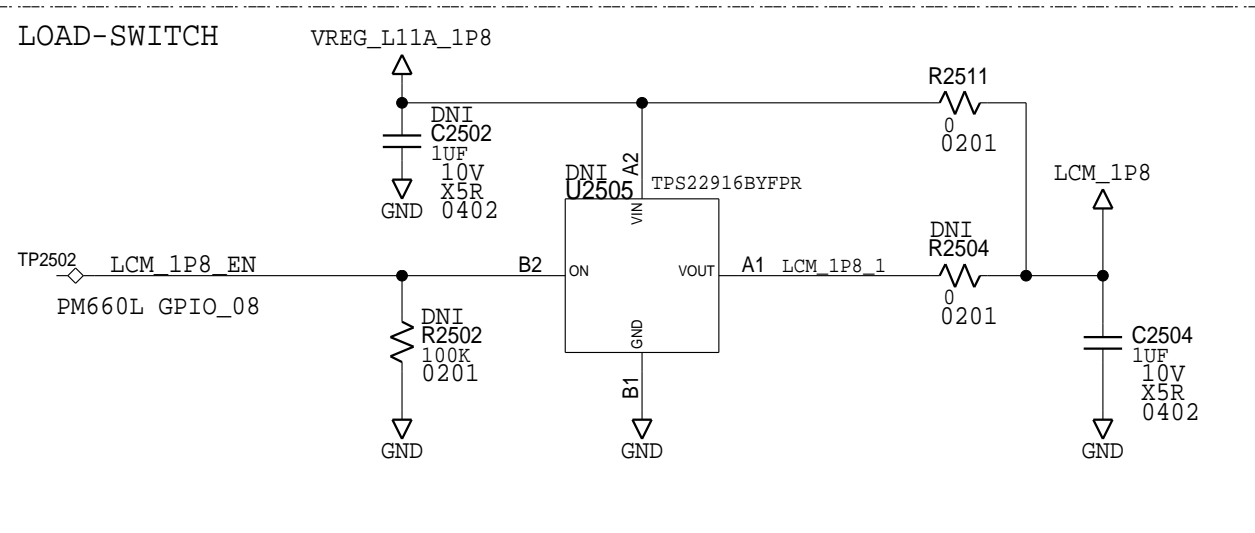 LOAD-SWITCH
VREG_L11A_1P8
R2511
0
0201
DNI
C2502
1UF
10V
X5R
0402
GND
DNI
U2505
A2
TPS22916BYFPR
VIN
LCM_1P8
TP2502
LCM_1P8_EN
B2
ON
VOUT
A1
LCM_1P8_1
DNI
R2504
0
0201
PM660L GPIO_08
DNI
R2502
100K
0201
GND
B1
C2504
1UF
10V
X5R
0402
GND
GND
GND